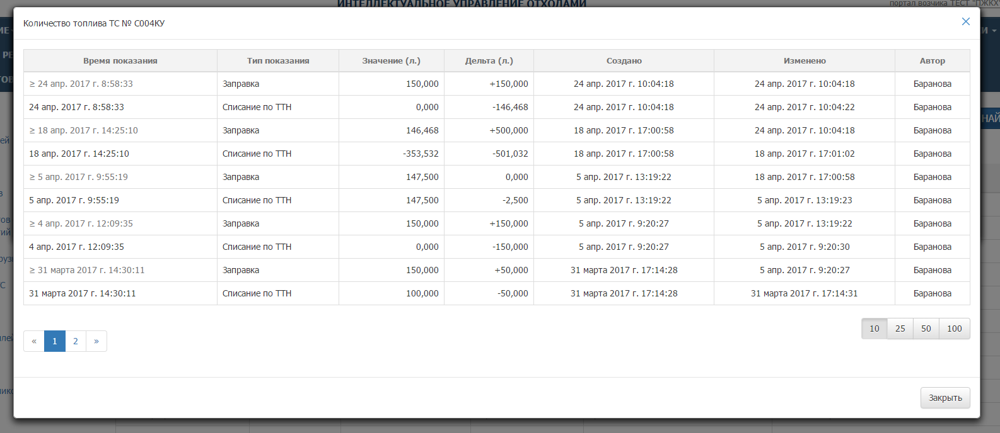 ИНТЕЛЛЕКТУАЛЬНОЕ УПРАВЛЕНИЕ ОТХОДАМИ
портал возчика ТЕСТ "ПЖКХ"
Количество топлива ТС № С004КУ
Время показания Тип показания Значение (л.) Дельта (л.) Создано Изменено Автор
≥ 24 апр. 2017 г. 8:58:33 Заправка 150,000 +150,000 24 апр. 2017 г. 10:04:18 24 апр. 2017 г. 10:04:18 Баранова
24 апр. 2017 г. 8:58:33 Списание по ТТН 0,000 -146,468 24 апр. 2017 г. 10:04:18 24 апр. 2017 г. 10:04:22 Баранова
≥ 18 апр. 2017 г. 14:25:10 Заправка 146,468 +500,000 18 апр. 2017 г. 17:00:58 24 апр. 2017 г. 10:04:18 Баранова
18 апр. 2017 г. 14:25:10 Списание по ТТН -353,532 -501,032 18 апр. 2017 г. 17:00:58 18 апр. 2017 г. 17:01:02 Баранова
≥ 5 апр. 2017 г. 9:55:19 Заправка 147,500 0,000 5 апр. 2017 г. 13:19:22 18 апр. 2017 г. 17:00:58 Баранова
5 апр. 2017 г. 9:55:19 Списание по ТТН 147,500 -2,500 5 апр. 2017 г. 13:19:22 5 апр. 2017 г. 13:19:23 Баранова
≥ 4 апр. 2017 г. 12:09:35 Заправка 150,000 +150,000 5 апр. 2017 г. 9:20:27 5 апр. 2017 г. 13:19:22 Баранова
4 апр. 2017 г. 12:09:35 Списание по ТТН 0,000 -150,000 5 апр. 2017 г. 9:20:27 5 апр. 2017 г. 9:20:30 Баранова
≥ 31 марта 2017 г. 14:30:11 Заправка 150,000 +50,000 31 марта 2017 г. 17:14:28 5 апр. 2017 г. 9:20:27 Баранова
31 марта 2017 г. 14:30:11 Списание по ТТН 100,000 -50,000 31 марта 2017 г. 17:14:28 31 марта 2017 г. 17:14:31 Баранова
« 1 2 »
10 25 50 100
Закрыть